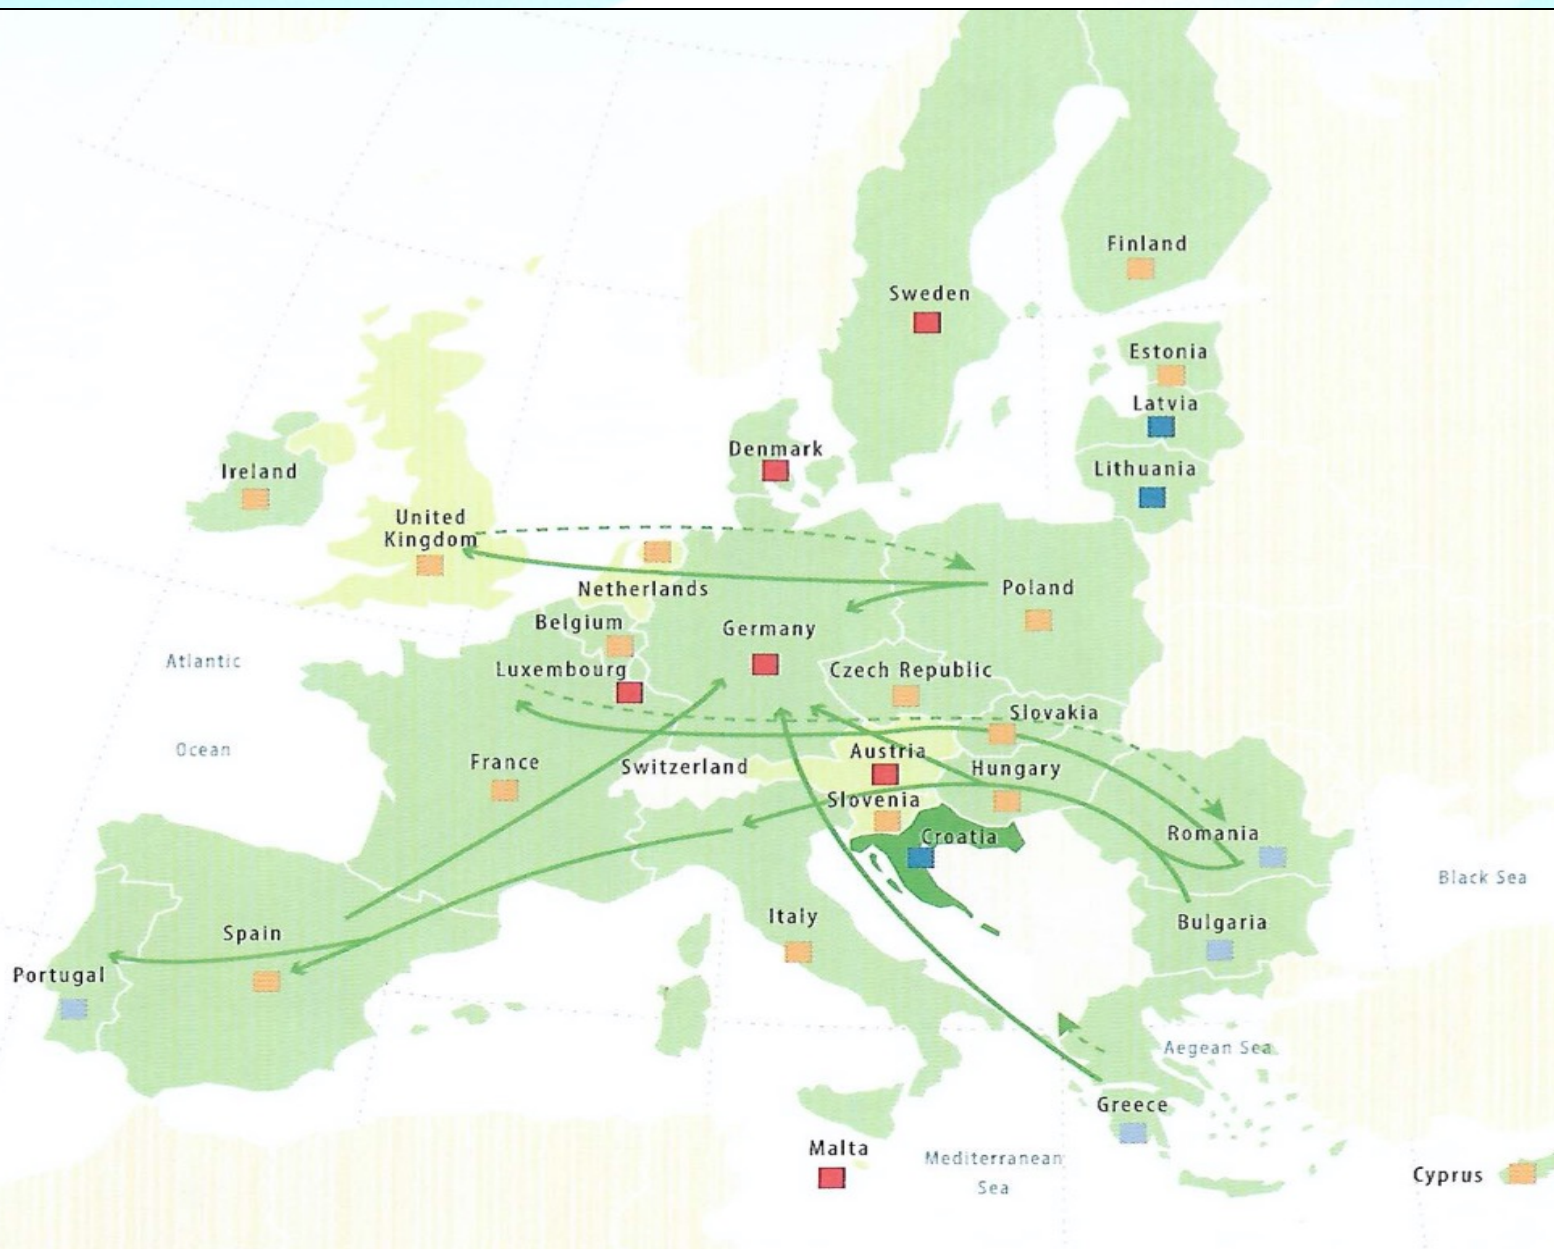 Finland
Sweden
Estonia
Latvia
Denmark
Lithuania
Ireland
United
Kingdom
Netherlands
Poland
Belgium
Germany
Luxembourg
Czech Republic
Atlantic
Slovakia
Ocean
Austria
France
Switzerland
Hungary
Slovenia
Croatia
Romania
Black Sea
Italy
Bulgaria
Spain
Portugal
Aegean Sea
Greece
Malta
Mediterranean
Sea
Cyprus